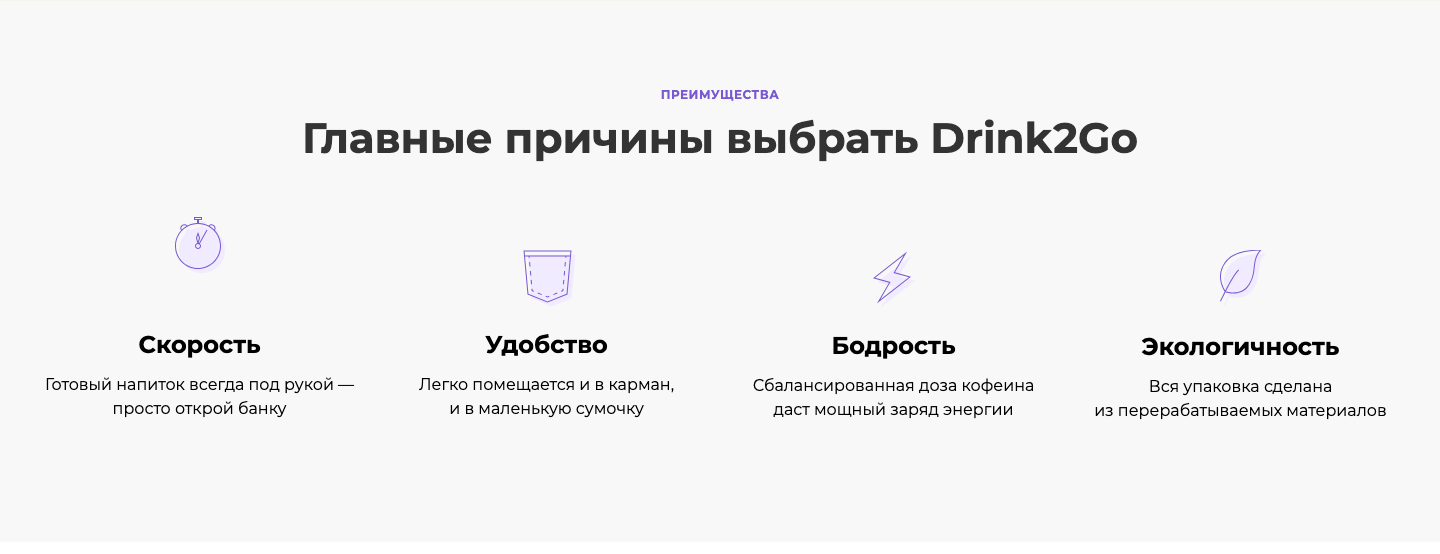 ПРЕИМУЩЕСТВА
Главные причины выбрать Drink2Go
Скорость
Готовый напиток всегда под рукой —
просто открой банку
Удобство
Легко помещается и в карман,
и в маленькую сумочку
Бодрость
Сбалансированная доза кофеина
даст мощный заряд энергии
Экологичность
Вся упаковка сделана
из перерабатываемых материалов